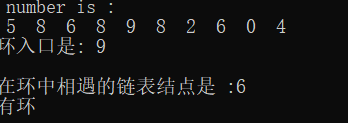 number is :
5 8 6 8 9 8 2 6 0 4
环入口是: 9
在环中相遇的链表结点是 :6
有环